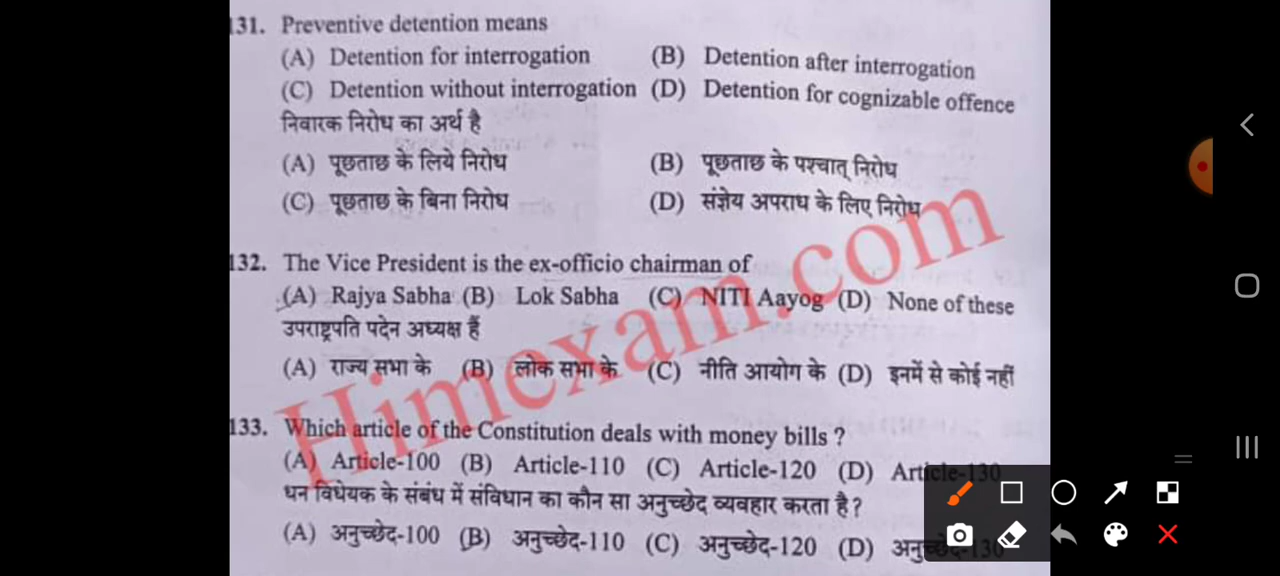 131. Preventive detention means
(A) Detention for interrogation (B) Detention after interrogation
(C) Detention without interrogation (D) Detention for cognizable offence
निवारक निरोध का अर्थ है
(A) पूछताछ के लिये निरोध (B) पूछताछ के पश्चात् निरोध
(C) पूछताछ के बिना निरोध (D) संज्ञेय अपराध के लिए निरोध
132. The Vice President is the ex-officio chairman of
(A) Rajya Sabha (B) Lok Sabha (C) NITI Aayog (D) None of these
उपराष्ट्रपति पदेन अध्यक्ष हैं
(A) राज्य सभा के (B) लोक सभा के (C) नीति आयोग के (D) इनमें से कोई नहीं
Himexam.com
133. Which article of the Constitution deals with money bills ?
(A) Article-100 (B) Article-110 (C) Article-120 (D) Article-130
धन विधेयक के संबंध में संविधान का कौन सा अनुच्छेद व्यवहार करता है?
(A) अनुच्छेद-100 (B) अनुच्छेद-110 (C) अनुच्छेद-120 (D) अनुच्छेद-130